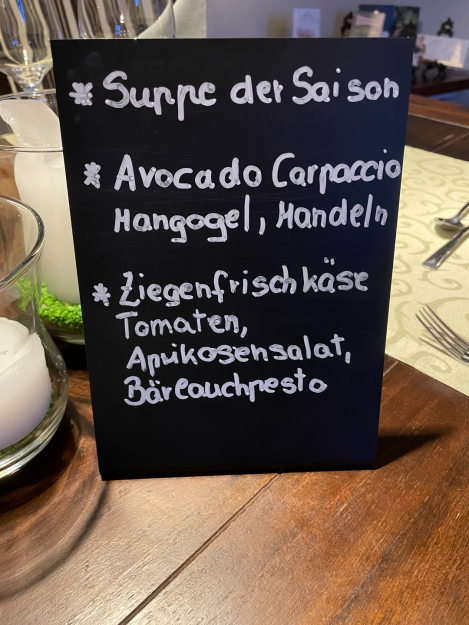 * Suppe der Saison
* Avocado Carpaccio
Mangogel, Mandeln
* Ziegenfrischkäse
Tomaten,
Aprikosensalat,
Bärlauchpesto